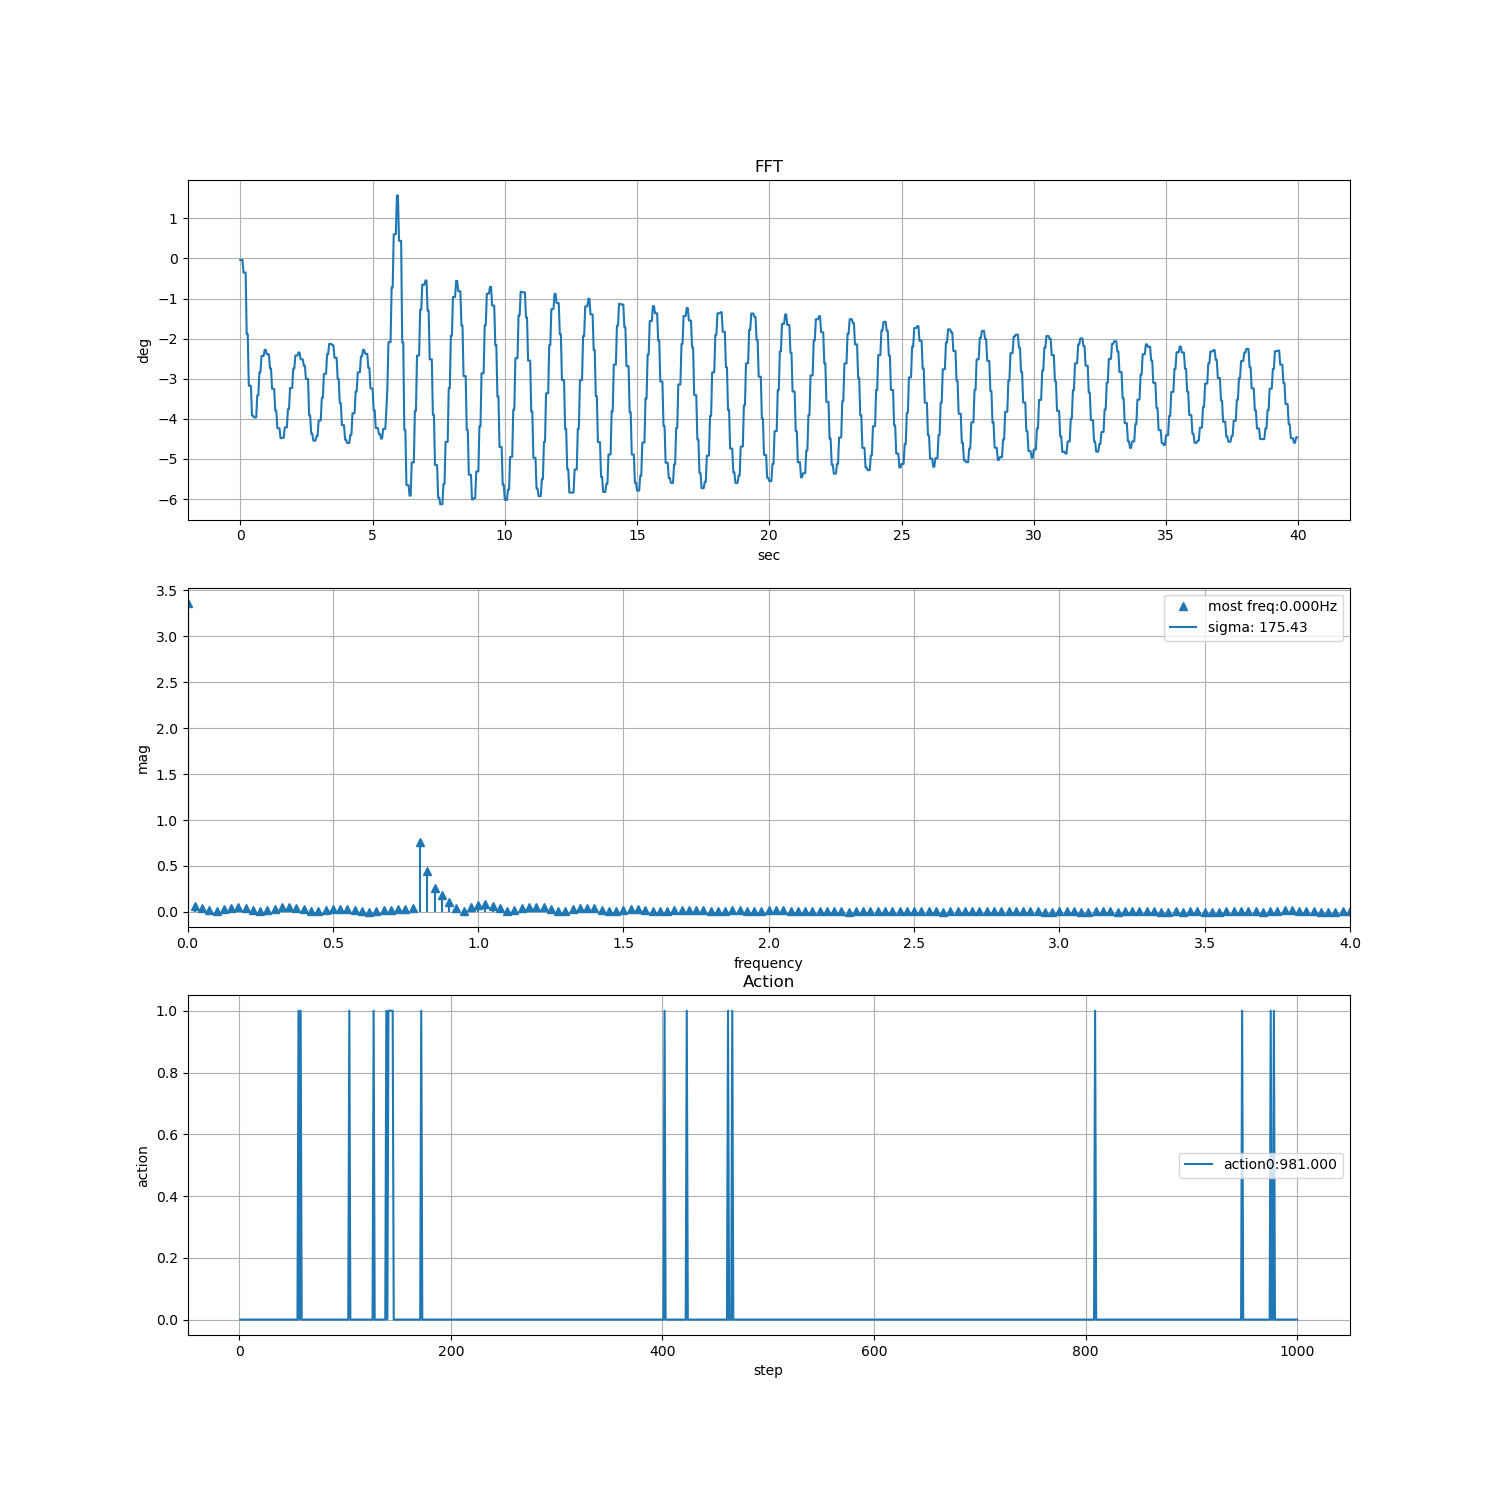 FFT
1
0
−1
−2
−3
−4
−5
−6
deg
0 5 10 15 20 25 30 35 40
sec
3.5
3.0
2.5
2.0
1.5
1.0
0.5
0.0
mag
most freq:0.000Hz
sigma: 175.43
0.0 0.5 1.0 1.5 2.0 2.5 3.0 3.5 4.0
frequency
Action
1.0
0.8
0.6
0.4
0.2
0.0
action
action0:981.000
0 200 400 600 800 1000
step